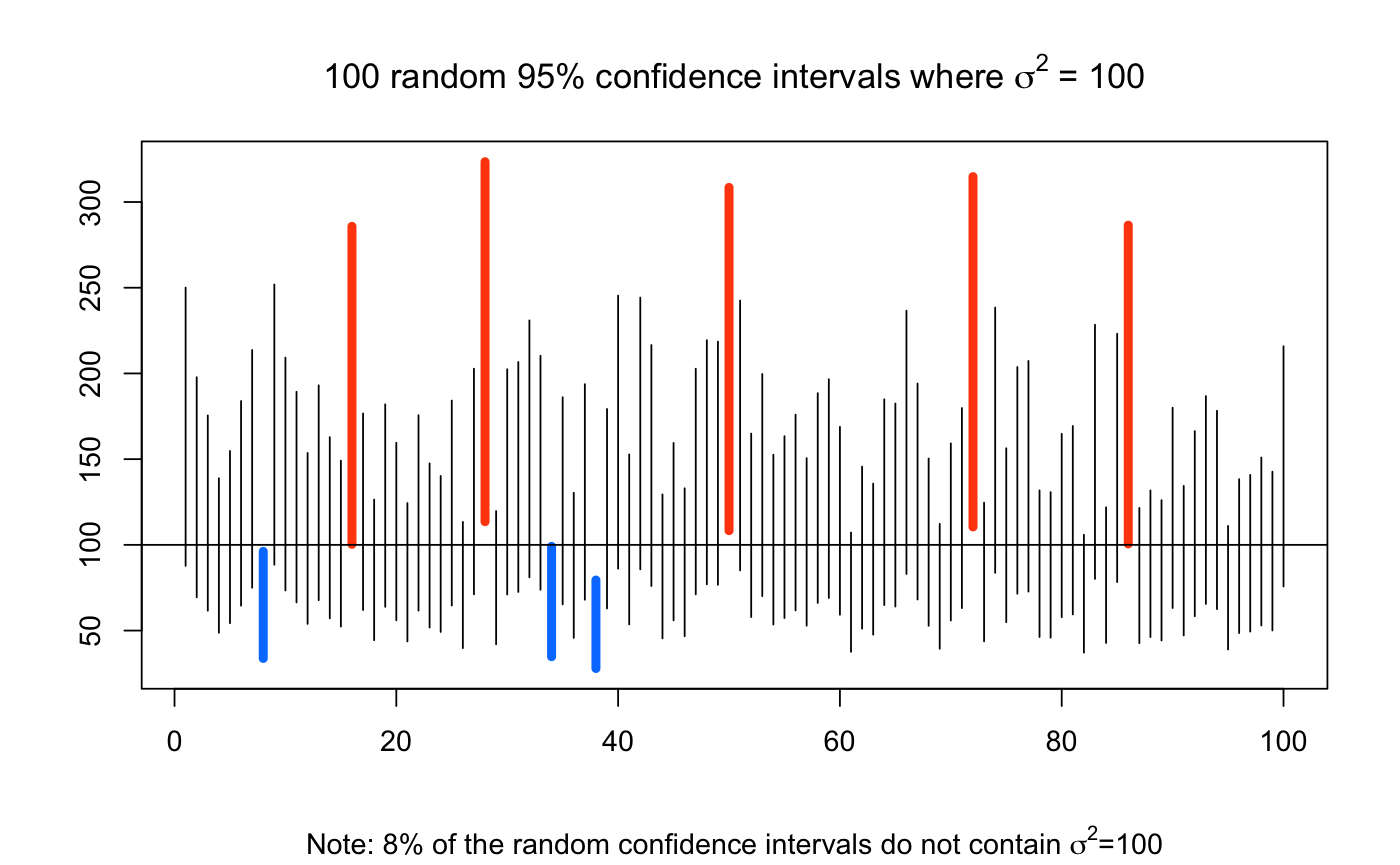 100 random 95% confidence intervals where σ² = 100
300
250
200
150
100
50
0 20 40 60 80 100
Note: 8% of the random confidence intervals do not contain σ²=100